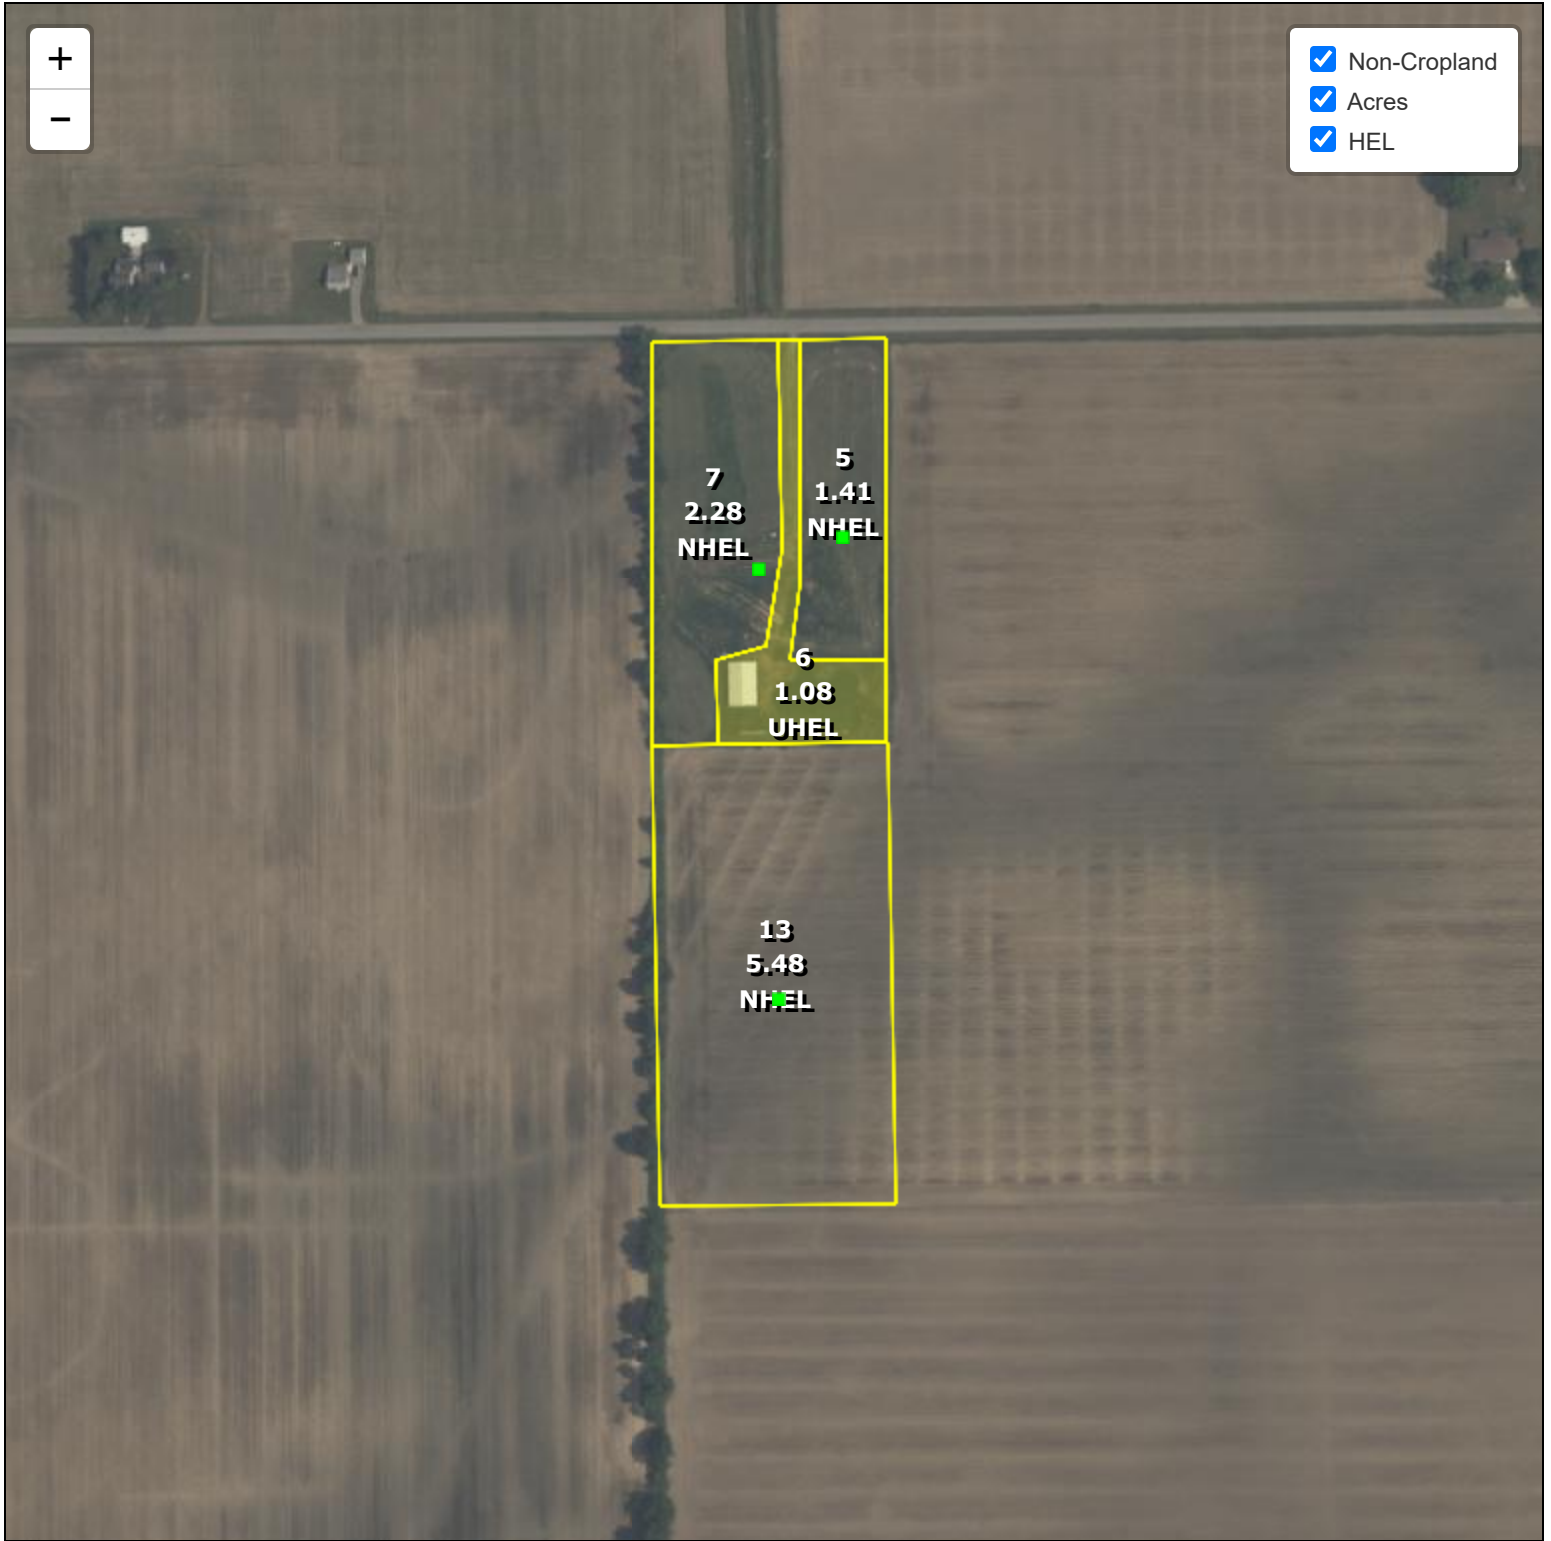 +
−
Non-Cropland
Acres
HEL
7
2.28
NHEL
5
1.41
NHEL
6
1.08
UHEL
13
5.48
NHEL